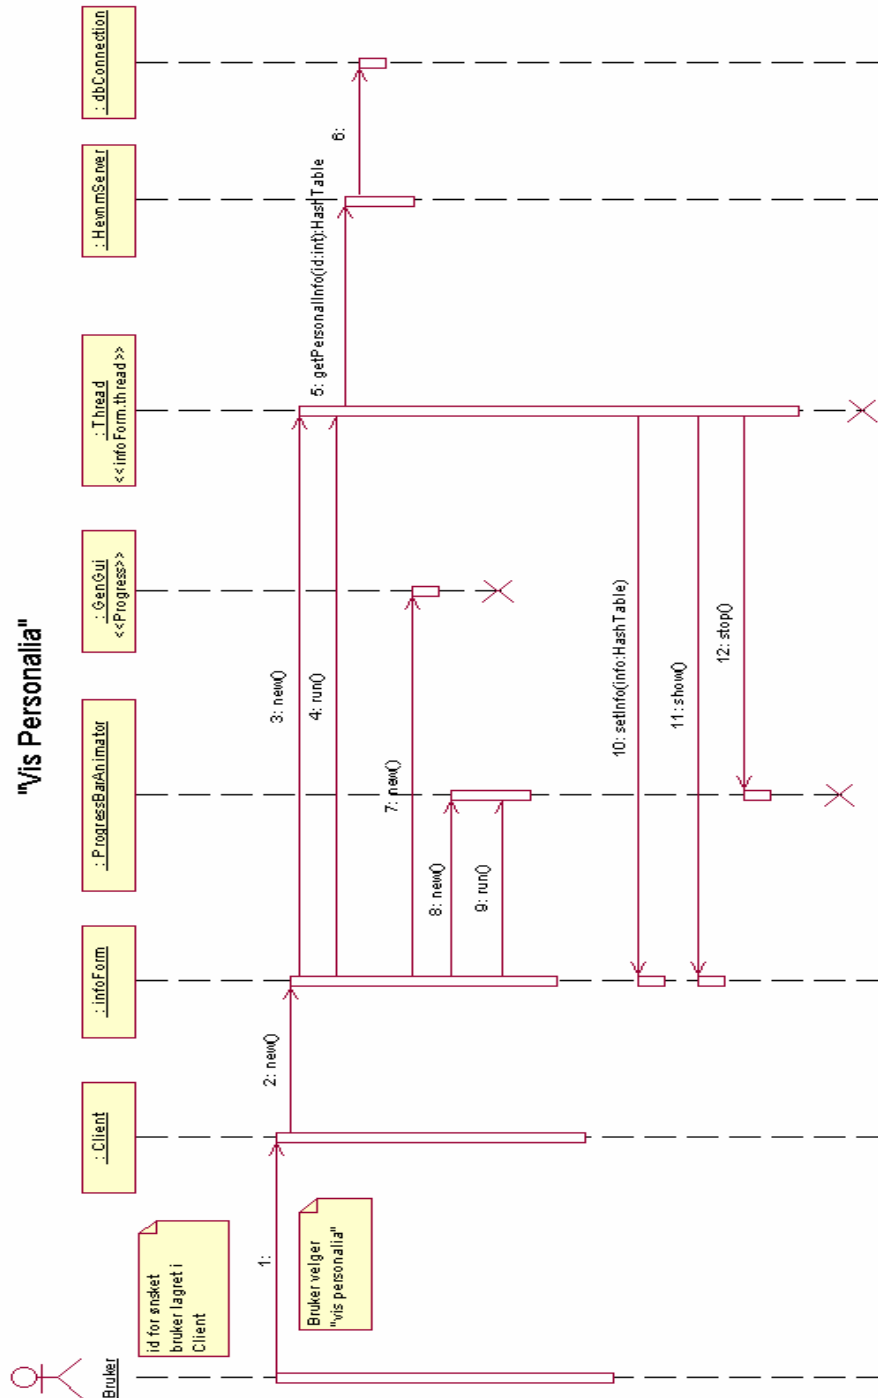 "Vis Personalia"
Bruker
: Client
:infoForm
: ProgressBarAnimator
: GenGui
<<Progress>>
: Thread
<<infoForm.thread>>
: HevnmServer
: dbConnection
id for ønsket
bruker lagret i
Client
Bruker velger
"vis personalia"
1:
2: new()
3: new()
4: run()
5: getPersonalInfo(id:int):HashTable
6:
7: new()
8: new()
9: run()
10: setInfo(info:HashTable)
11: show()
12: stop()